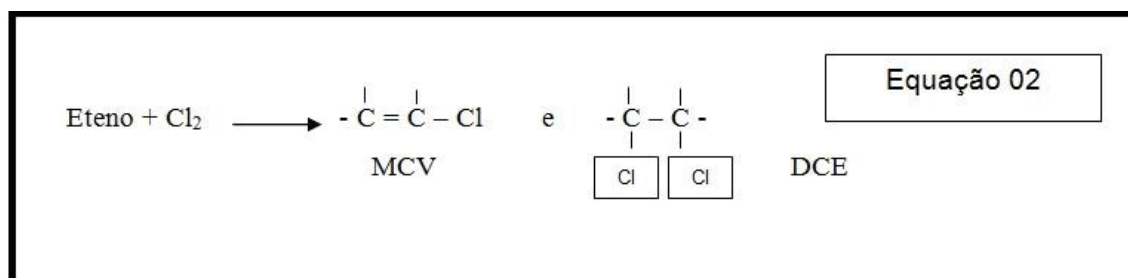 Equação 02
Eteno + Cl₂ ⟶ - C = C – Cl e - C – C -
Cl Cl
MCV DCE